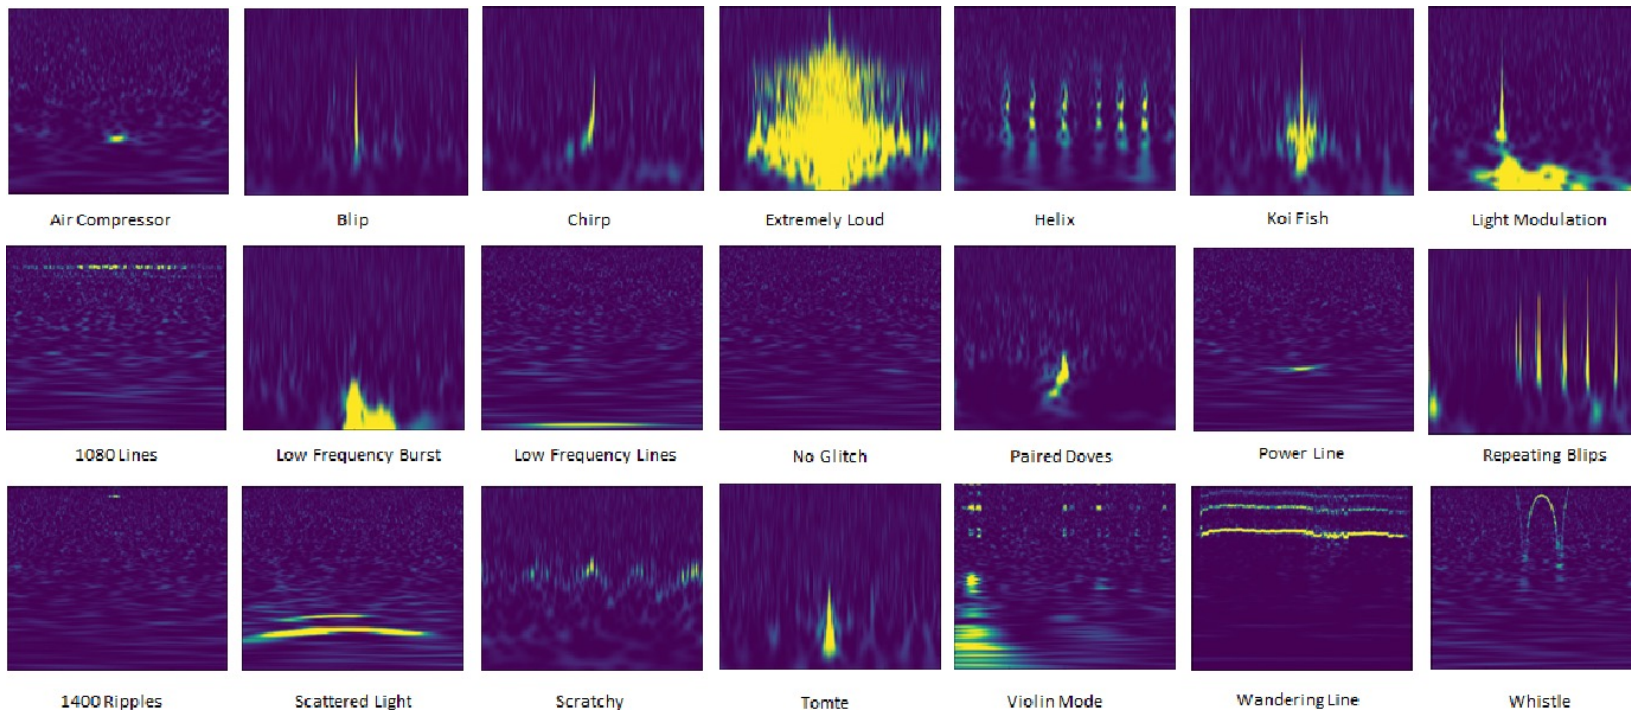 Air Compressor
Blip
Chirp
Extremely Loud
Helix
Koi Fish
Light Modulation
1080 Lines
Low Frequency Burst
Low Frequency Lines
No Glitch
Paired Doves
Power Line
Repeating Blips
1400 Ripples
Scattered Light
Scratchy
Tomte
Violin Mode
Wandering Line
Whistle